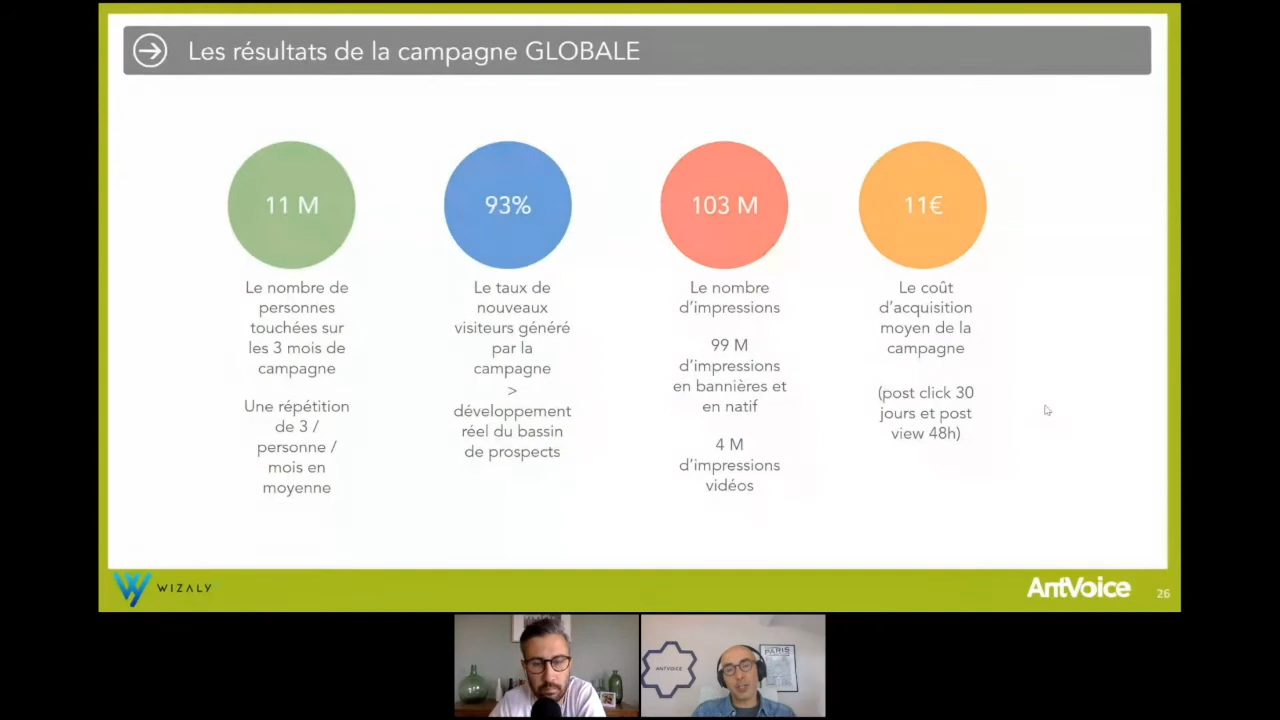 Les résultats de la campagne GLOBALE
11 M
Le nombre de
personnes
touchées sur
les 3 mois de
campagne
Une répétition
de 3 /
personne /
mois en
moyenne
93%
Le taux de
nouveaux
visiteurs généré
par la
campagne
>
développement
réel du bassin
de prospects
103 M
Le nombre
d’impressions
99 M
d’impressions
en bannières et
en natif
4 M
d’impressions
vidéos
11€
Le coût
d’acquisition
moyen de la
campagne
(post click 30
jours et post
view 48h)
WIZALY
AntVoice
26
ANTVOICE
PARIS